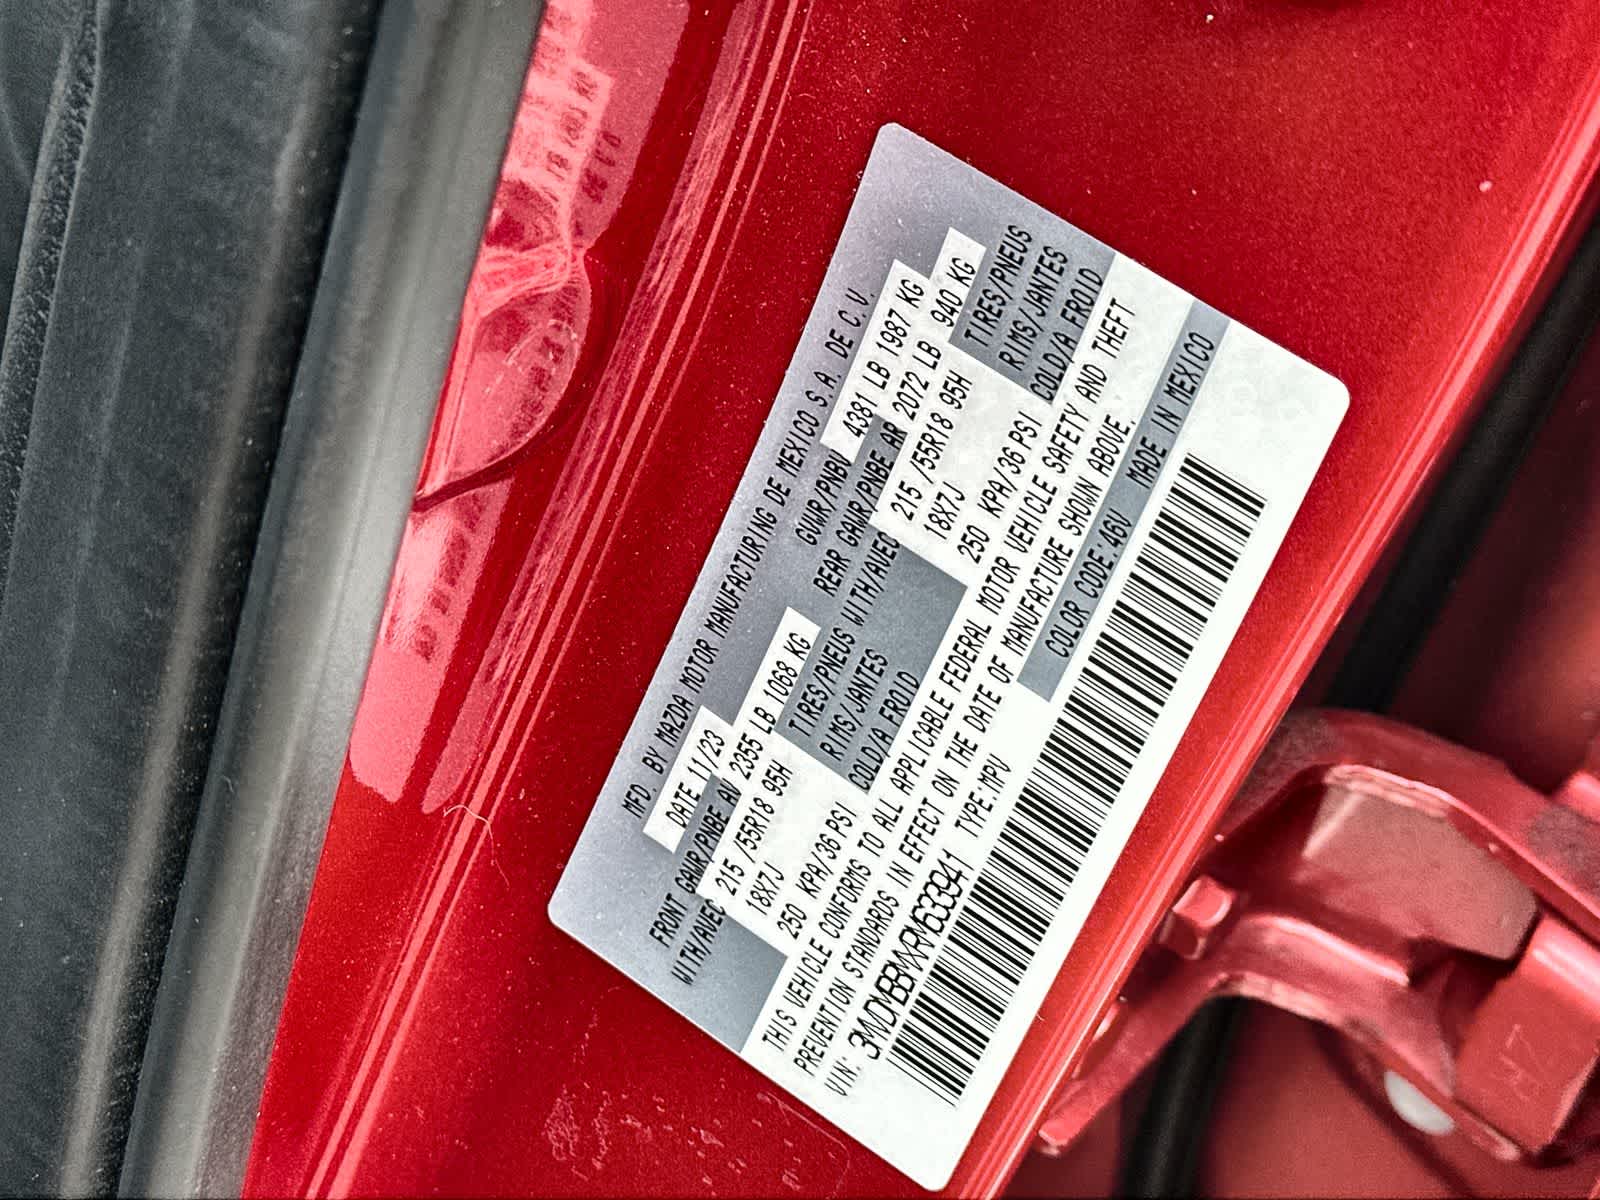 MFD. BY MAZDA MOTOR MANUFACTURING DE MEXICO S.A. DE C.V.
DATE 11/23 GVWR/PNBV 4381 LB 1987 KG
FRONT GAWR/PNBE AV 2355 LB 1068 KG REAR GAWR/PNBE AR 2072 LB 940 KG
WITH/AVEC 215 /55R18 95H TIRES/PNEUS WITH/AVEC 215 /55R18 95H TIRES/PNEUS
18X7J RIMS/JANTES 18X7J RIMS/JANTES
250 KPA/36 PSI COLD/A FROID 250 KPA/36 PSI COLD/A FROID
THIS VEHICLE CONFORMS TO ALL APPLICABLE FEDERAL MOTOR VEHICLE SAFETY AND THEFT
PREVENTION STANDARDS IN EFFECT ON THE DATE OF MANUFACTURE SHOWN ABOVE.
VIN: 3MVDMBBMXRM633941 TYPE:MPV COLOR CODE:46V MADE IN MEXICO